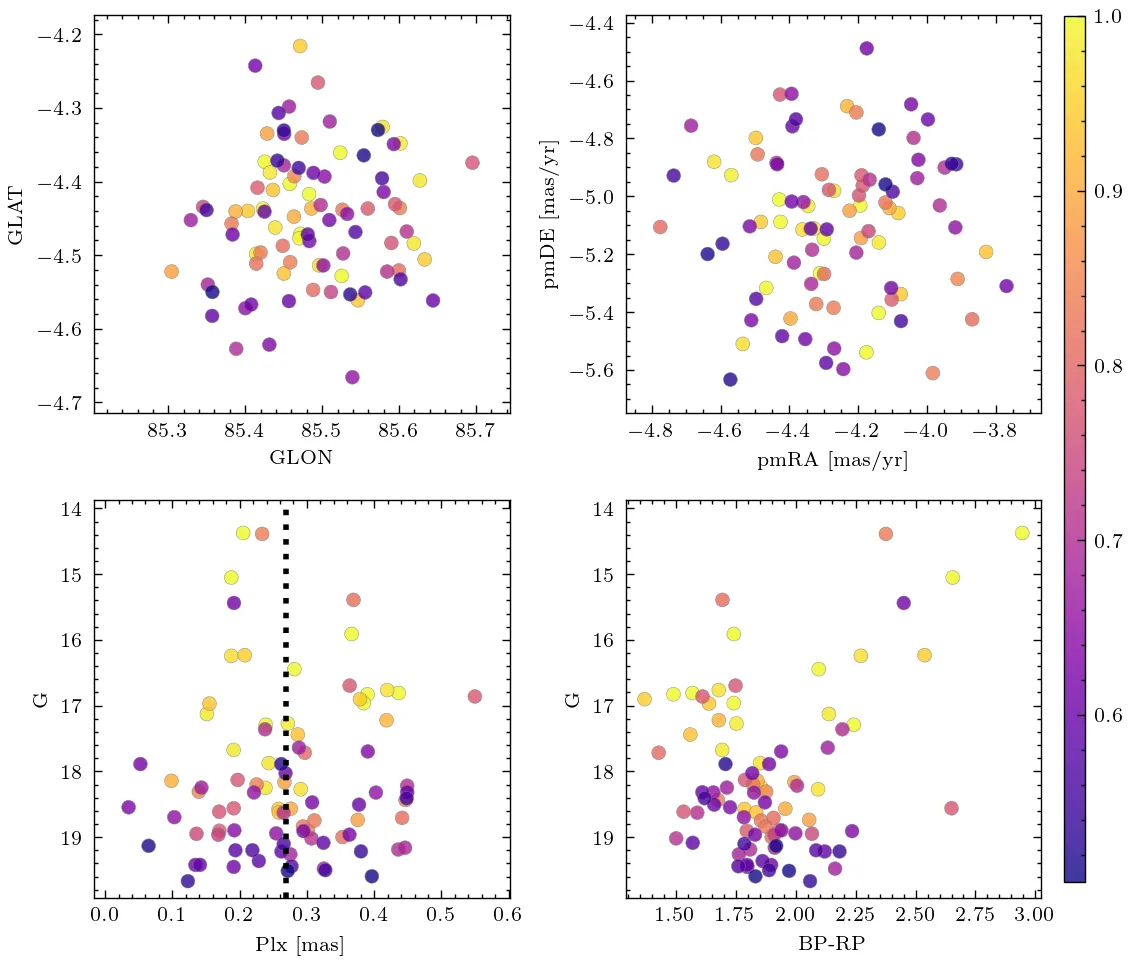 −4.2
−4.3
−4.4
−4.5
−4.6
−4.7
GLAT
85.3 85.4 85.5 85.6 85.7
GLON
−4.4
−4.6
−4.8
−5.0
−5.2
−5.4
−5.6
pmDE [mas/yr]
−4.8 −4.6 −4.4 −4.2 −4.0 −3.8
pmRA [mas/yr]
1.0
0.9
0.8
0.7
0.6
14
15
16
17
18
19
G
0.0 0.1 0.2 0.3 0.4 0.5 0.6
Plx [mas]
14
15
16
17
18
19
G
1.50 1.75 2.00 2.25 2.50 2.75 3.00
BP-RP